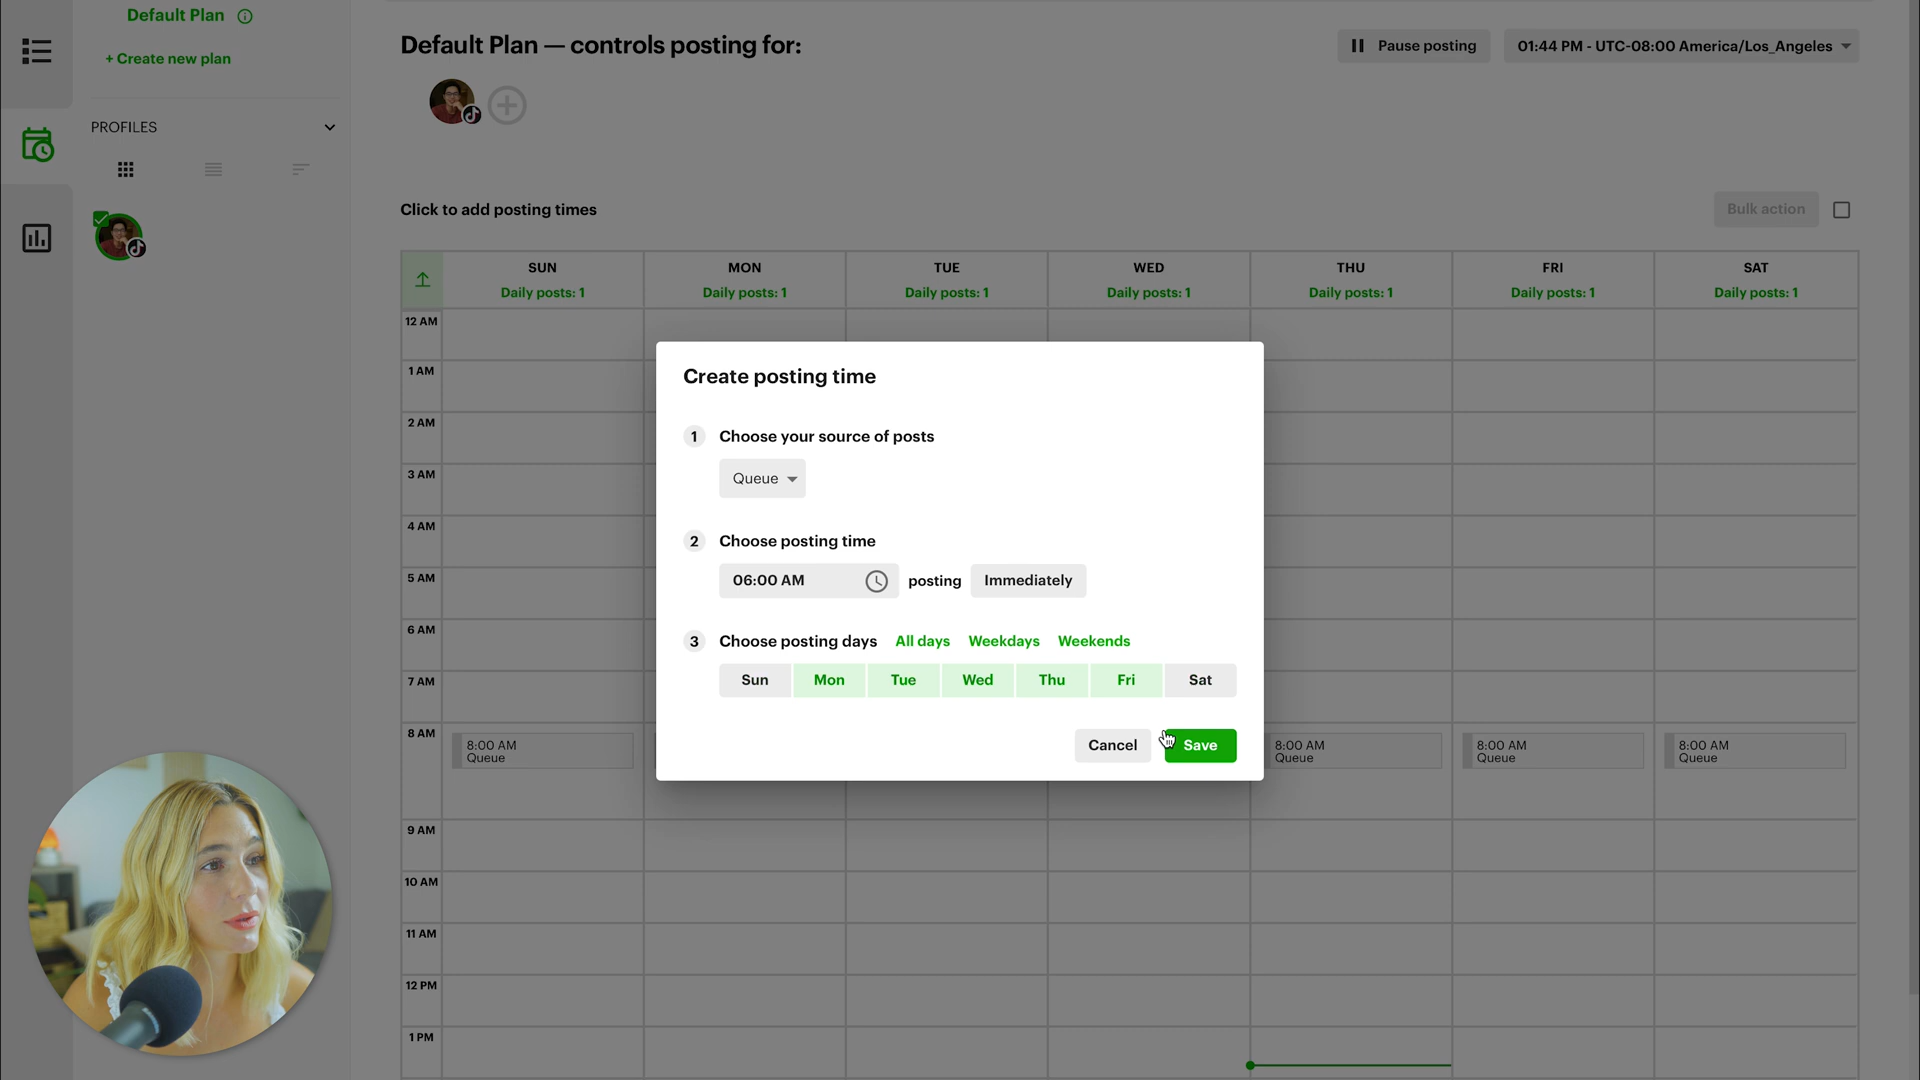 Default Plan
+ Create new plan
PROFILES
Default Plan — controls posting for:
Pause posting
01:44 PM - UTC-08:00 America/Los_Angeles
Click to add posting times
Bulk action
SUN MON TUE WED THU FRI SAT
Daily posts: 1 Daily posts: 1 Daily posts: 1 Daily posts: 1 Daily posts: 1 Daily posts: 1 Daily posts: 1
12 AM
1 AM
2 AM
3 AM
4 AM
5 AM
6 AM
7 AM
8 AM
8:00 AM
Queue
8:00 AM
Queue
8:00 AM
Queue
8:00 AM
Queue
9 AM
10 AM
11 AM
12 PM
1 PM
Create posting time
1 Choose your source of posts
Queue
2 Choose posting time
06:00 AM posting Immediately
3 Choose posting days All days Weekdays Weekends
Sun Mon Tue Wed Thu Fri Sat
Cancel Save